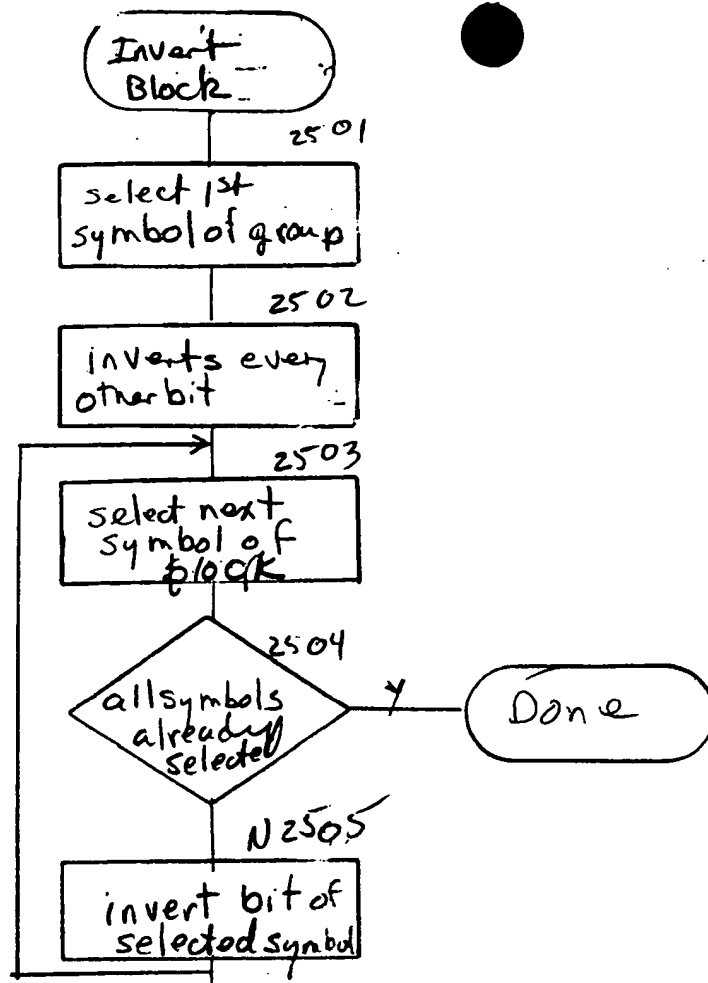 Invert
Block
2501
select 1st
symbol of group
2502
inverts every
other bit
2503
select next
symbol of
block
2504
all symbols
already
selected
Y
Done
N 2505
invert bit of
selected symbol